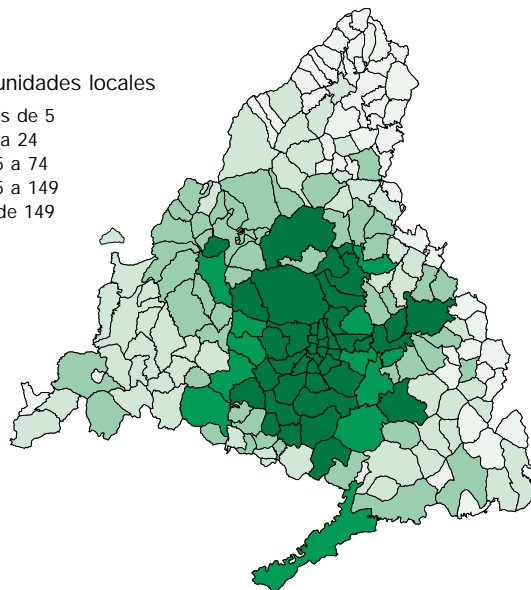 unidades locales
s de 5
a 24
5 a 74
5 a 149
de 149